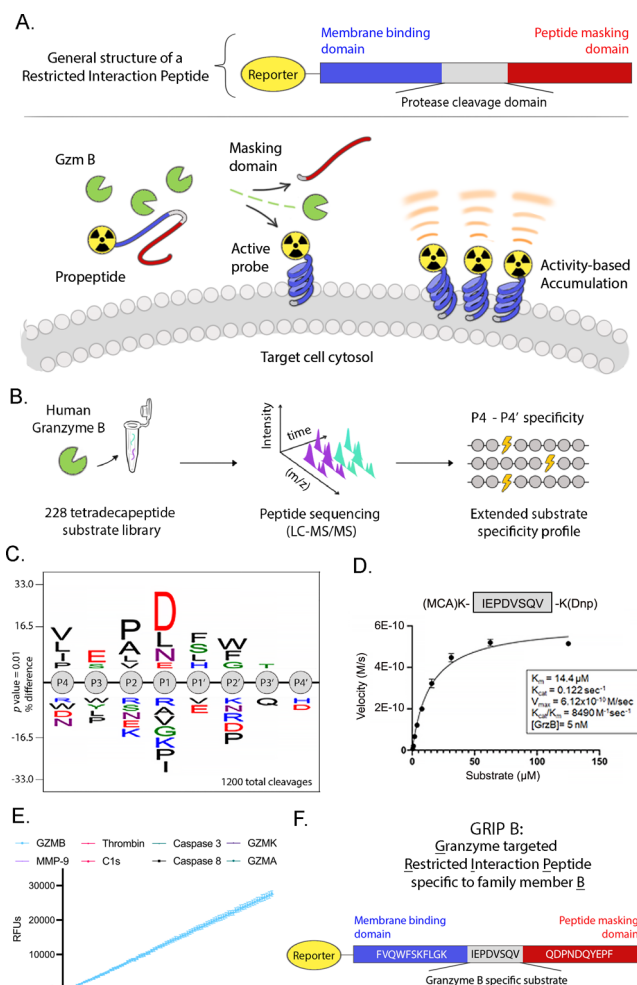 A.
General structure of a
Restricted Interaction Peptide
Reporter
Membrane binding
domain
Peptide masking
domain
Protease cleavage domain
Gzm B
Masking
domain
Propeptide
Active
probe
Activity-based
Accumulation
Target cell cytosol
B.
Human
Granzyme B
228 tetradecapeptide
substrate library
Intensity
time
(m/z)
Peptide sequencing
(LC-MS/MS)
P4 - P4' specificity
Extended substrate
specificity profile
C.
33.0
16.5
p value = 0.01
% difference
-16.5
-33.0
V L I P
E S
P A L V
D L N E
F S L H
W F G
T
P4 P3 P2 P1 P1' P2' P3' P4'
V E
Q
H D
1200 total cleavages
D.
(MCA)K- IEPDVSQV -K(Dnp)
Velocity (M/s)
6E-10
4E-10
2E-10
0
0 50 100 150
Substrate (µM)
Km = 14.4 µM
Kcat = 0.122 sec-1
Vmax = 6.12x10-10 M/sec
Kcat/Km = 8490 M-1sec-1
[GrzB]= 5 nM
E.
GZMB Thrombin Caspase 3 GZMK
MMP-9 C1s Caspase 8 GZMA
RFUs
30000
20000
10000
F.
GRIP B:
Granzyme targeted
Restricted Interaction Peptide
specific to family member B
Membrane binding
domain
Peptide masking
domain
Reporter
FVQWFSKFLGK IEPDVSQV QDPNDQYEPF
Granzyme B specific substrate